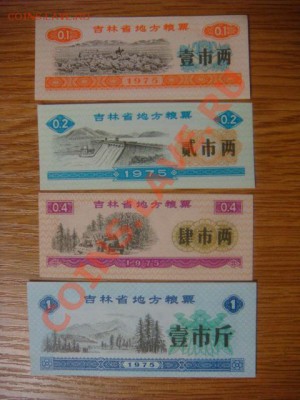 0.1 吉林省地方粮票 0.1
壹市两
1975
0.2 吉林省地方粮票 0.2
贰市两
1975
0.4 吉林省地方粮票 0.4
肆市两
1975
1 吉林省地方粮票 1
壹市斤
1975
COINS.LAVE.RU